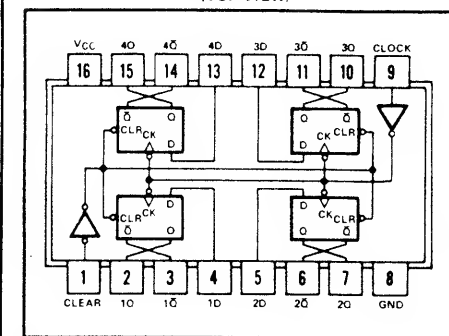 VCC 4Q 4Q̄ 4D 3D 3Q̄ 3Q CLOCK
16 15 14 13 12 11 10 9
Q̄ Q Q Q̄
CLR CK CK CLR
D D
D D
CLR CK CK CLR
Q̄ Q Q Q̄
1 2 3 4 5 6 7 8
CLEAR 1Q 1Q̄ 1D 2D 2Q̄ 2Q GND